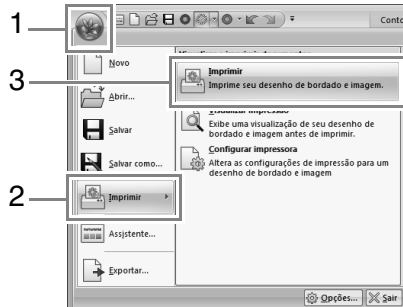 1
Conto
3
Novo
Imprimir
Imprime seu desenho de bordado e imagem.
Abrir...
Visualizar impressão
Exibe uma visualização de seu desenho de
bordado e imagem antes de imprimir.
Salvar
Configurar impressora
Altera as configurações de impressão para um
desenho de bordado e imagem
Salvar como...
2
Imprimir
Assistente...
Exportar...
Opções...
Sair